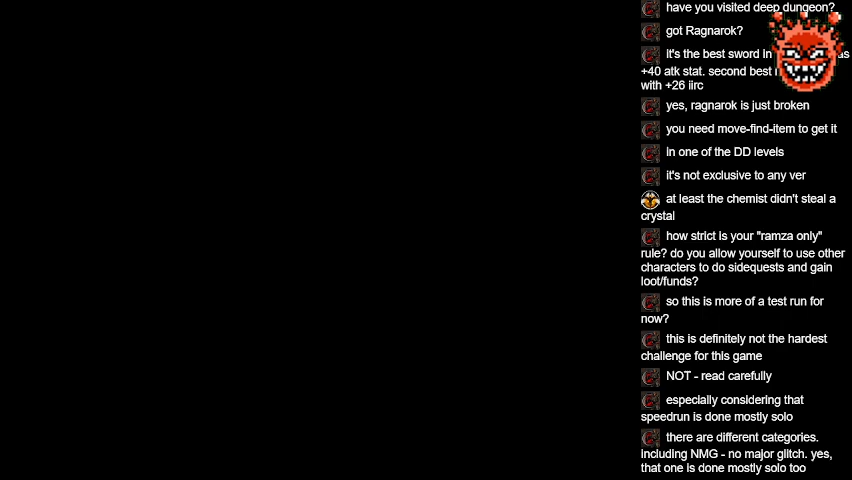 have you visited deep dungeon?
got Ragnarok?
it's the best sword in
+40 atk stat. second best
with +26 iirc
yes, ragnarok is just broken
you need move-find-item to get it
in one of the DD levels
it's not exclusive to any ver
at least the chemist didn't steal a
crystal
how strict is your "ramza only"
rule? do you allow yourself to use other
characters to do sidequests and gain
loot/funds?
so this is more of a test run for
now?
this is definitely not the hardest
challenge for this game
NOT - read carefully
especially considering that
speedrun is done mostly solo
there are different categories.
including NMG - no major glitch. yes,
that one is done mostly solo too